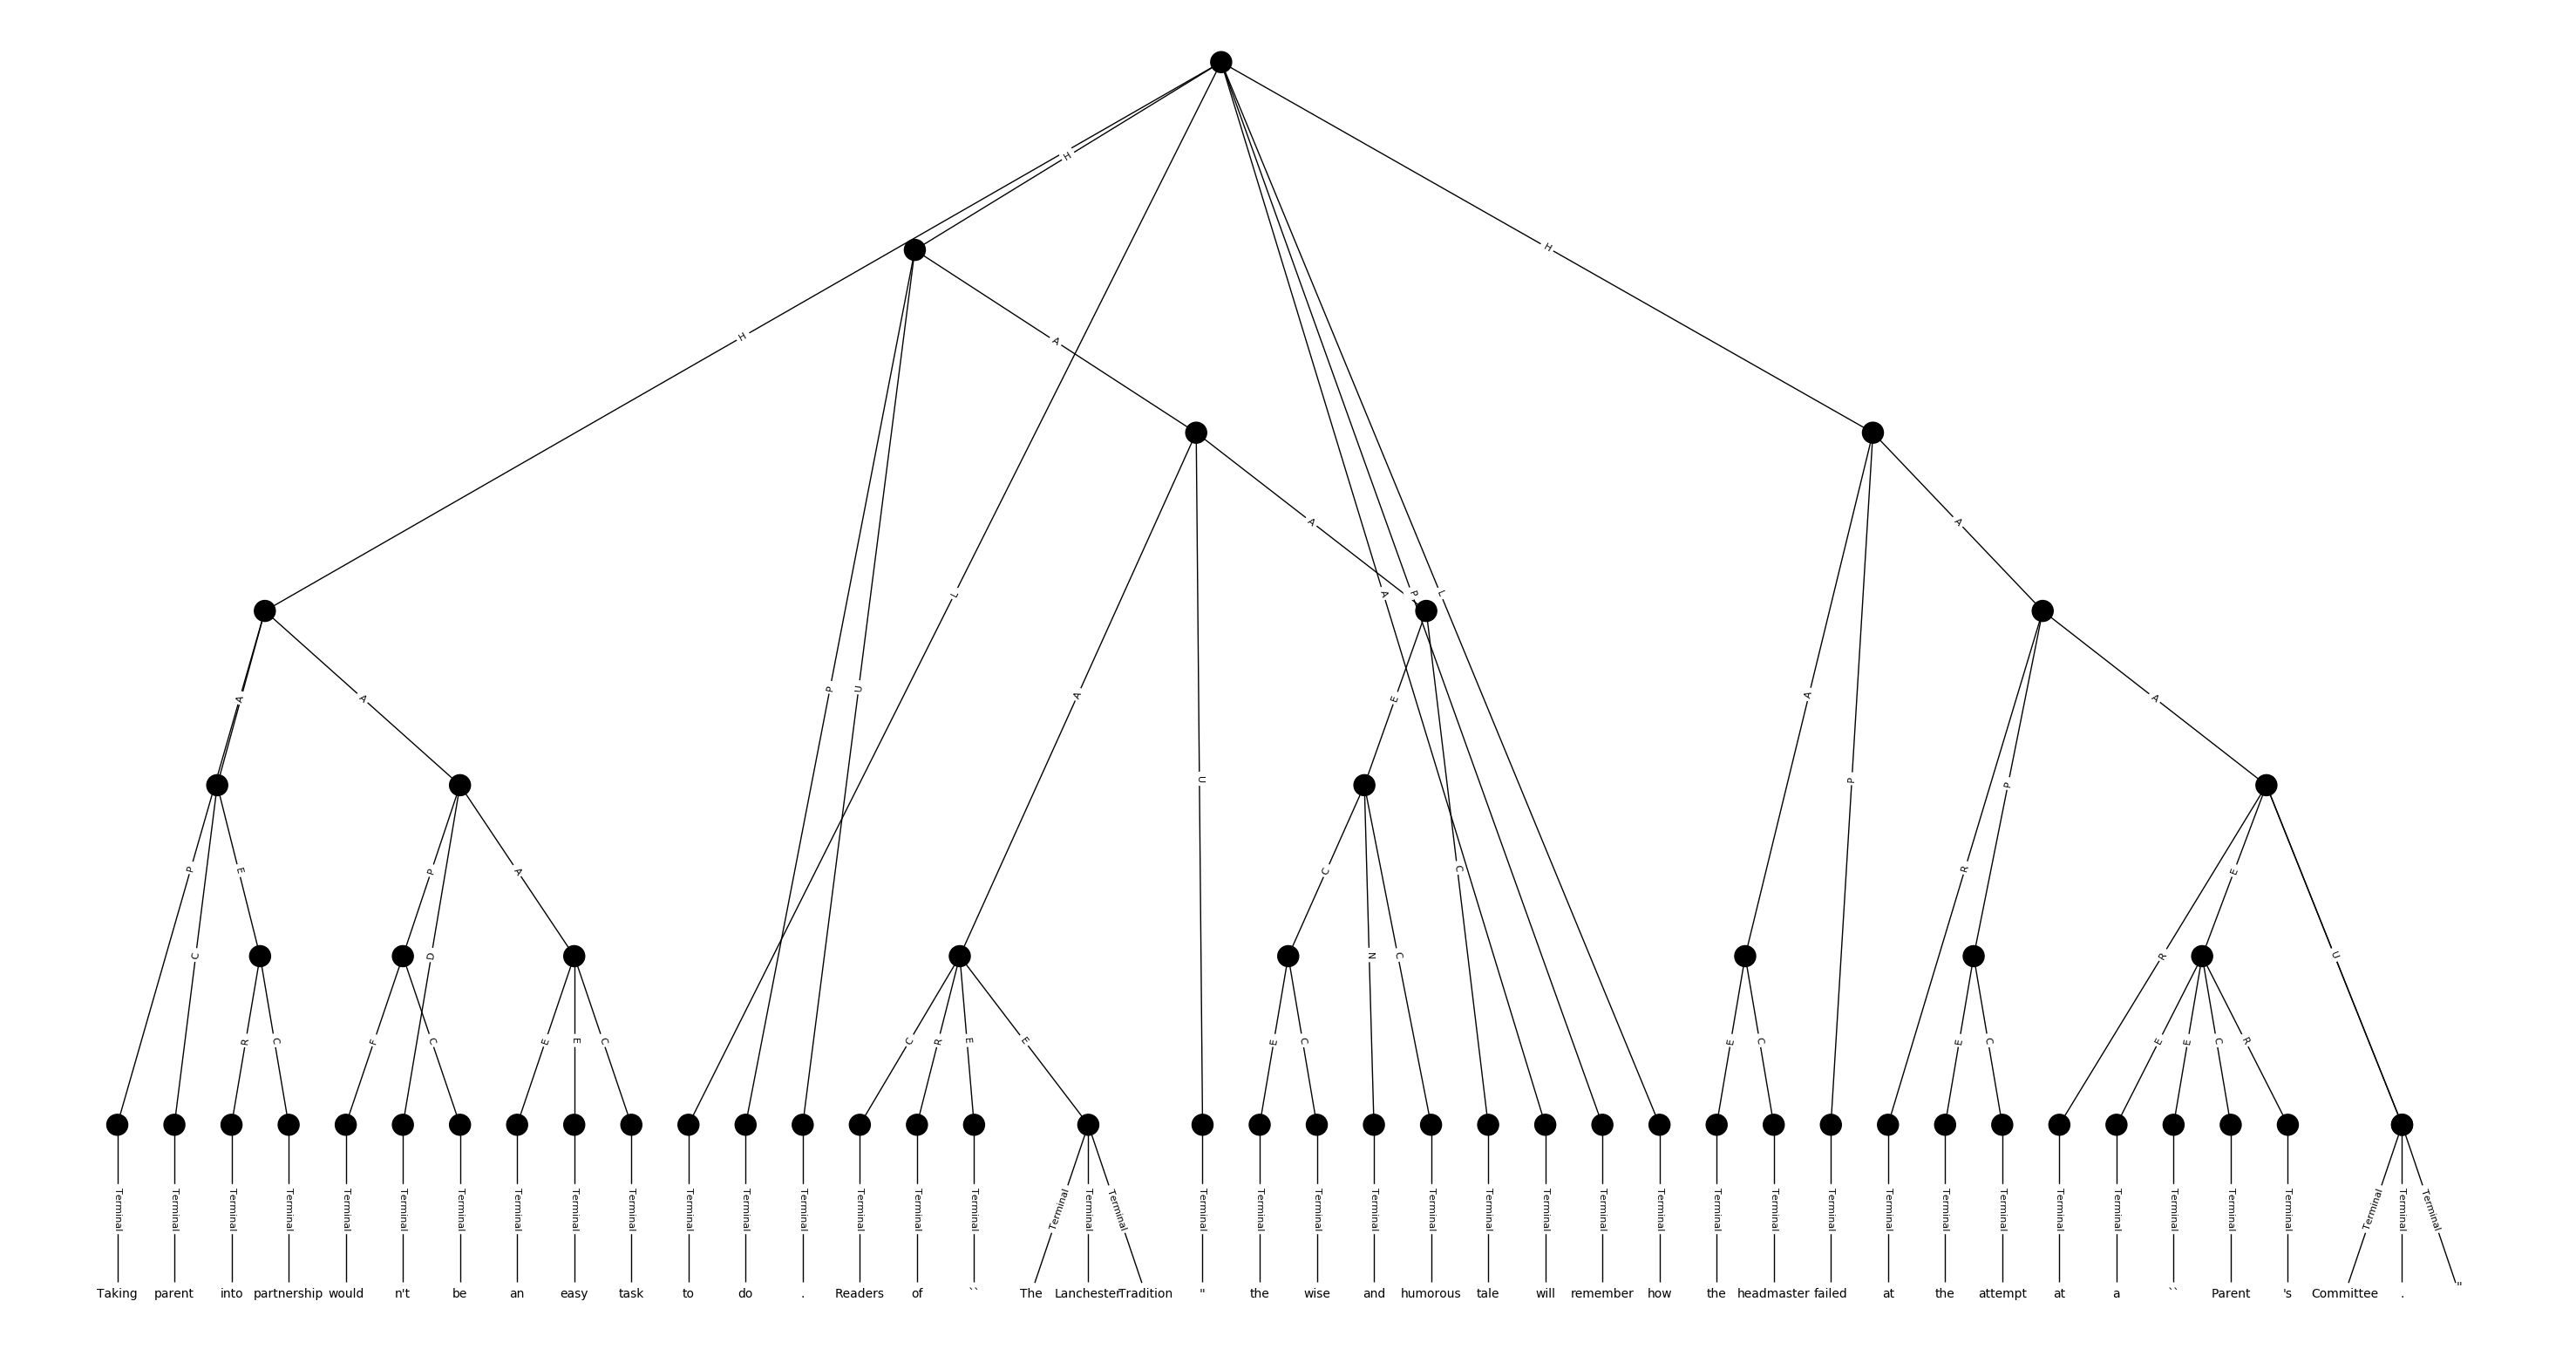 H
H
H
A
L
A
A
P
L
P
U
A
A
A
E
A
P
A
A
U
P
R
P
E
P
A
C
C
E
C
D
N
C
R
U
R
C
F
C
E
E
C
C
R
E
E
E
C
E
C
E
C
E
E
C
R
Terminal Terminal Terminal Terminal Terminal Terminal Terminal Terminal Terminal Terminal Terminal Terminal Terminal Terminal Terminal Terminal Terminal Terminal Terminal Terminal Terminal Terminal Terminal Terminal Terminal Terminal Terminal Terminal Terminal Terminal Terminal Terminal Terminal Terminal Terminal Terminal Terminal Terminal Terminal Terminal Terminal
Taking parent into partnership would n't be an easy task to do . Readers of `` The Lanchester Tradition " the wise and humorous tale will remember how the headmaster failed at the attempt at a `` Parent 's Committee . "